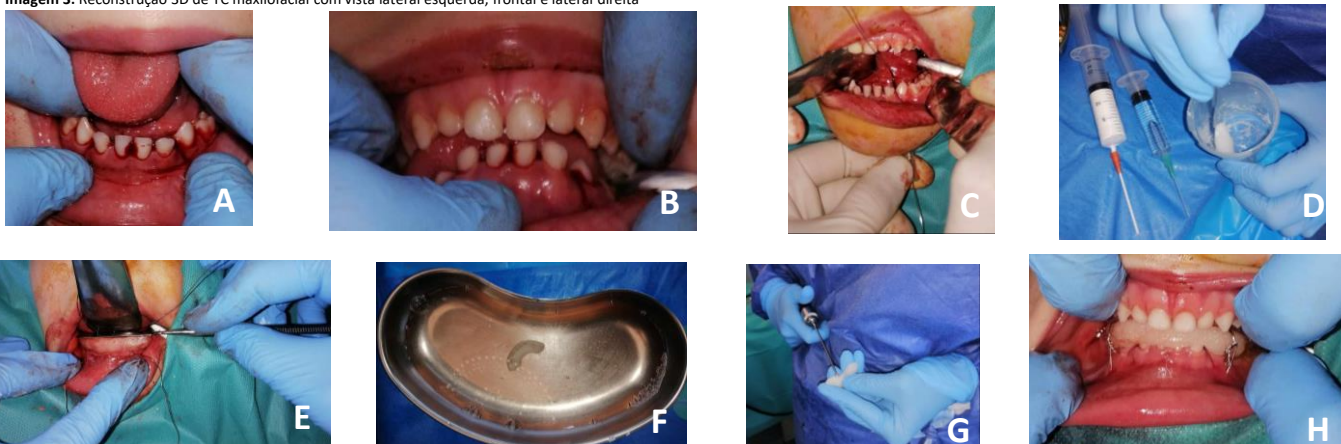 Imagem 3: Reconstrução 3D de TC maxilofacial com vista lateral esquerda, frontal e lateral direita
A
B
C
D
E
F
G
H